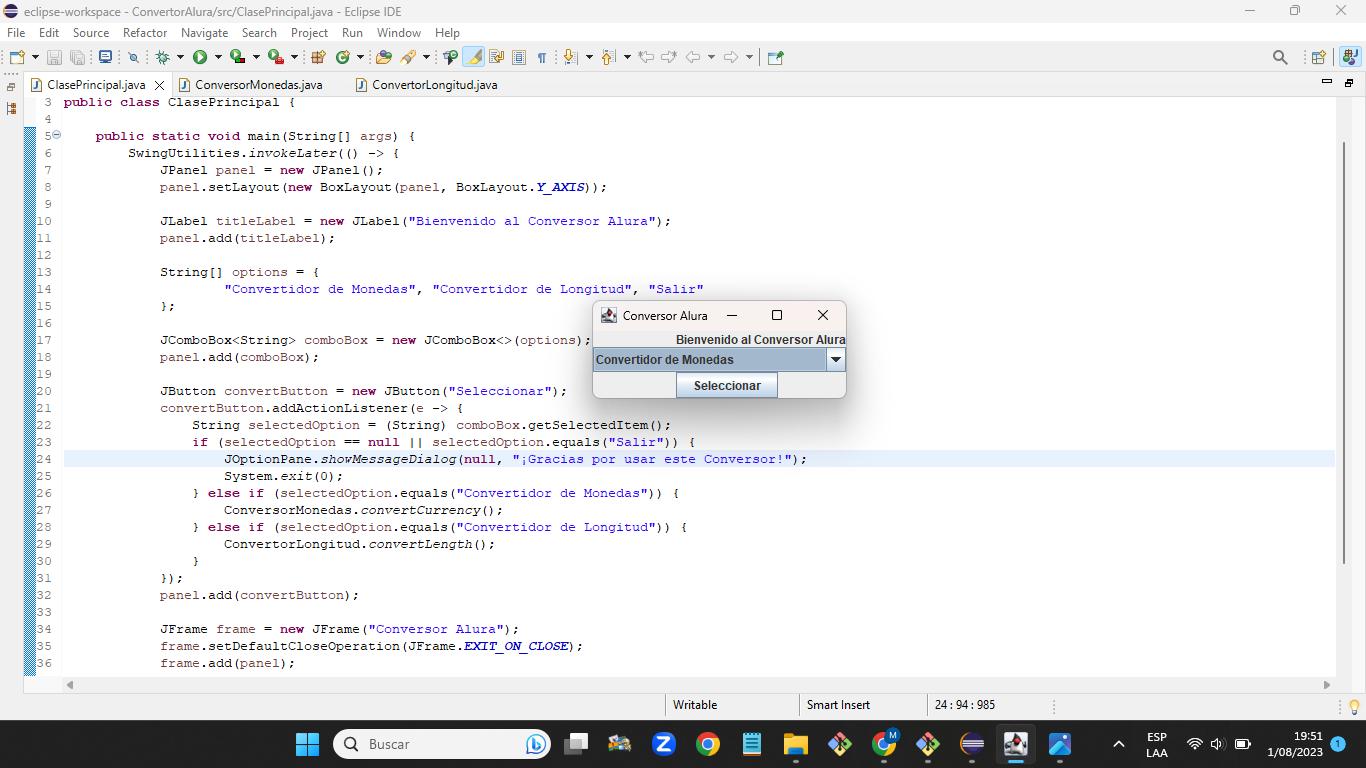 eclipse-workspace - ConvertorAlura/src/ClasePrincipal.java - Eclipse IDE
File Edit Source Refactor Navigate Search Project Run Window Help
ClasePrincipal.java ConversorMonedas.java ConvertorLongitud.java
3 public class ClasePrincipal {
4
5 public static void main(String[] args) {
6 SwingUtilities.invokeLater(() -> {
7 JPanel panel = new JPanel();
8 panel.setLayout(new BoxLayout(panel, BoxLayout.Y_AXIS));
9
10 JLabel titleLabel = new JLabel("Bienvenido al Conversor Alura");
11 panel.add(titleLabel);
12
13 String[] options = {
14 "Convertidor de Monedas", "Convertidor de Longitud", "Salir"
15 };
16
17 JComboBox<String> comboBox = new JComboBox<>(options);
18 panel.add(comboBox);
19
20 JButton convertButton = new JButton("Seleccionar");
21 convertButton.addActionListener(e -> {
22 String selectedOption = (String) comboBox.getSelectedItem();
23 if (selectedOption == null || selectedOption.equals("Salir")) {
24 JOptionPane.showMessageDialog(null, "¡Gracias por usar este Conversor!");
25 System.exit(0);
26 } else if (selectedOption.equals("Convertidor de Monedas")) {
27 ConversorMonedas.convertCurrency();
28 } else if (selectedOption.equals("Convertidor de Longitud")) {
29 ConvertorLongitud.convertLength();
30 }
31 });
32 panel.add(convertButton);
33
34 JFrame frame = new JFrame("Conversor Alura");
35 frame.setDefaultCloseOperation(JFrame.EXIT_ON_CLOSE);
36 frame.add(panel);
Conversor Alura
Bienvenido al Conversor Alura
Convertidor de Monedas
Seleccionar
Writable Smart Insert 24 : 94 : 985
Buscar
M
ESP
LAA
19:51
1/08/2023
1